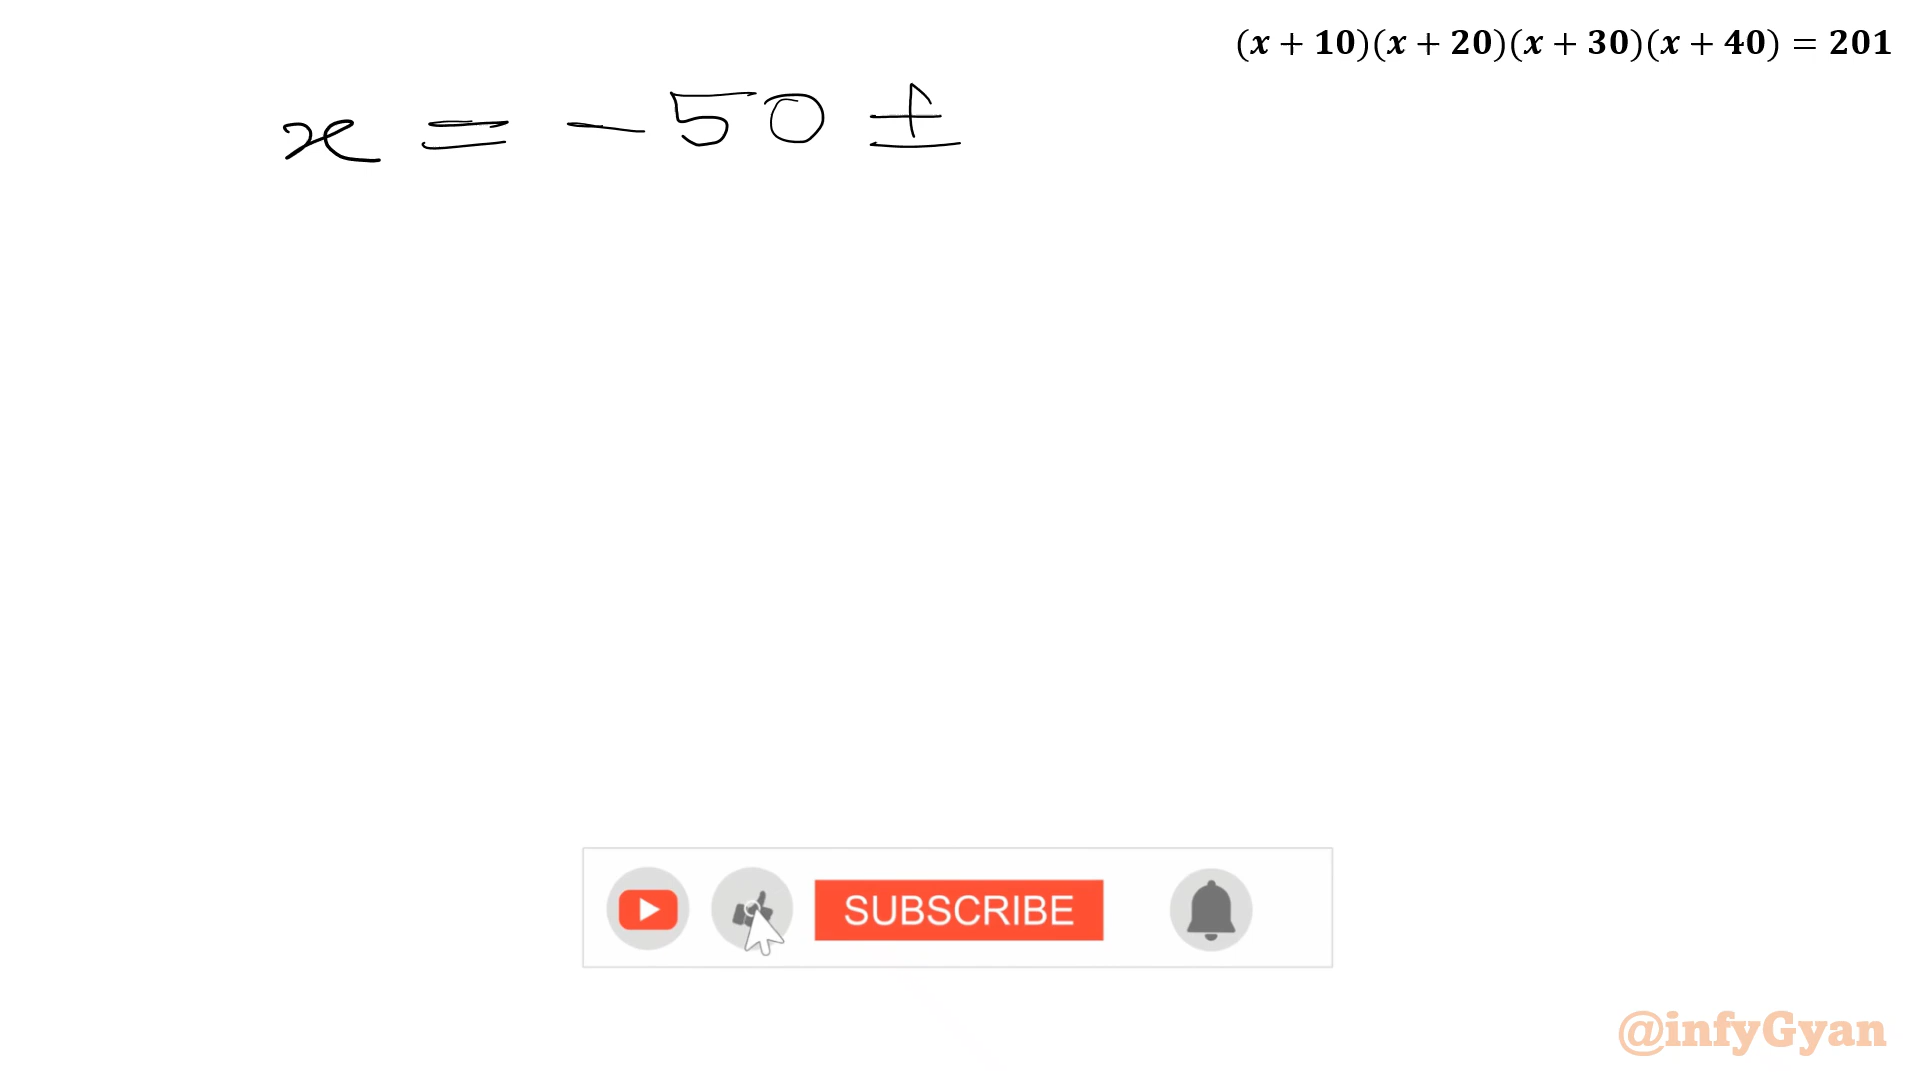 (x + 10)(x + 20)(x + 30)(x + 40) = 201
x = - 50 ±
SUBSCRIBE
@infyGyan